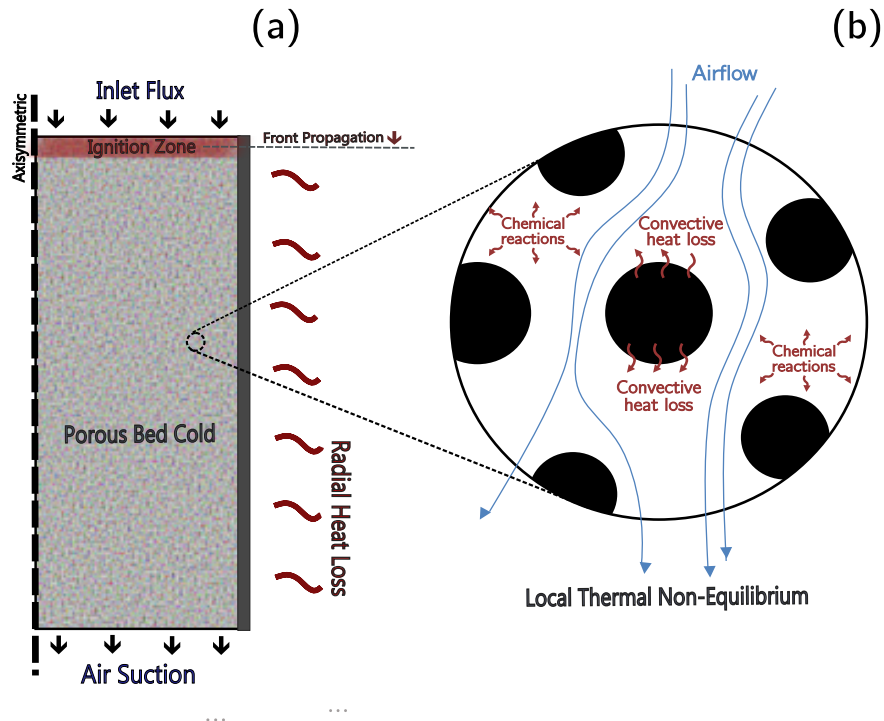 (a)
(b)
Inlet Flux
Axisymmetric
Ignition Zone
Front Propagation
Porous Bed Cold
Radial Heat Loss
Air Suction
Airflow
Chemical
reactions
Convective
heat loss
Convective
heat loss
Chemical
reactions
Local Thermal Non-Equilibrium
...
...